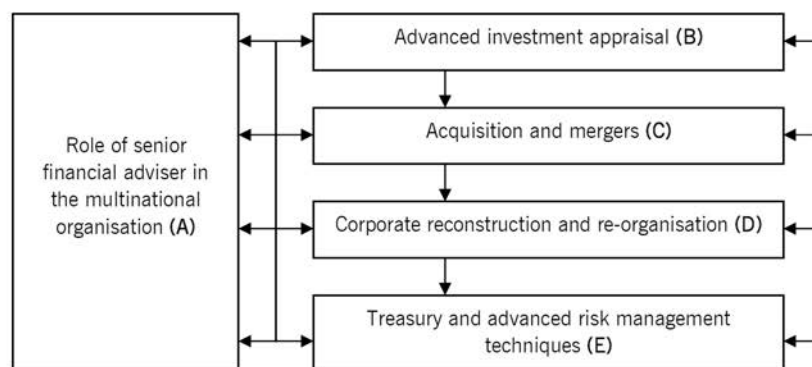 Role of senior
financial adviser in
the multinational
organisation (A)
Advanced investment appraisal (B)
Acquisition and mergers (C)
Corporate reconstruction and re-organisation (D)
Treasury and advanced risk management
techniques (E)